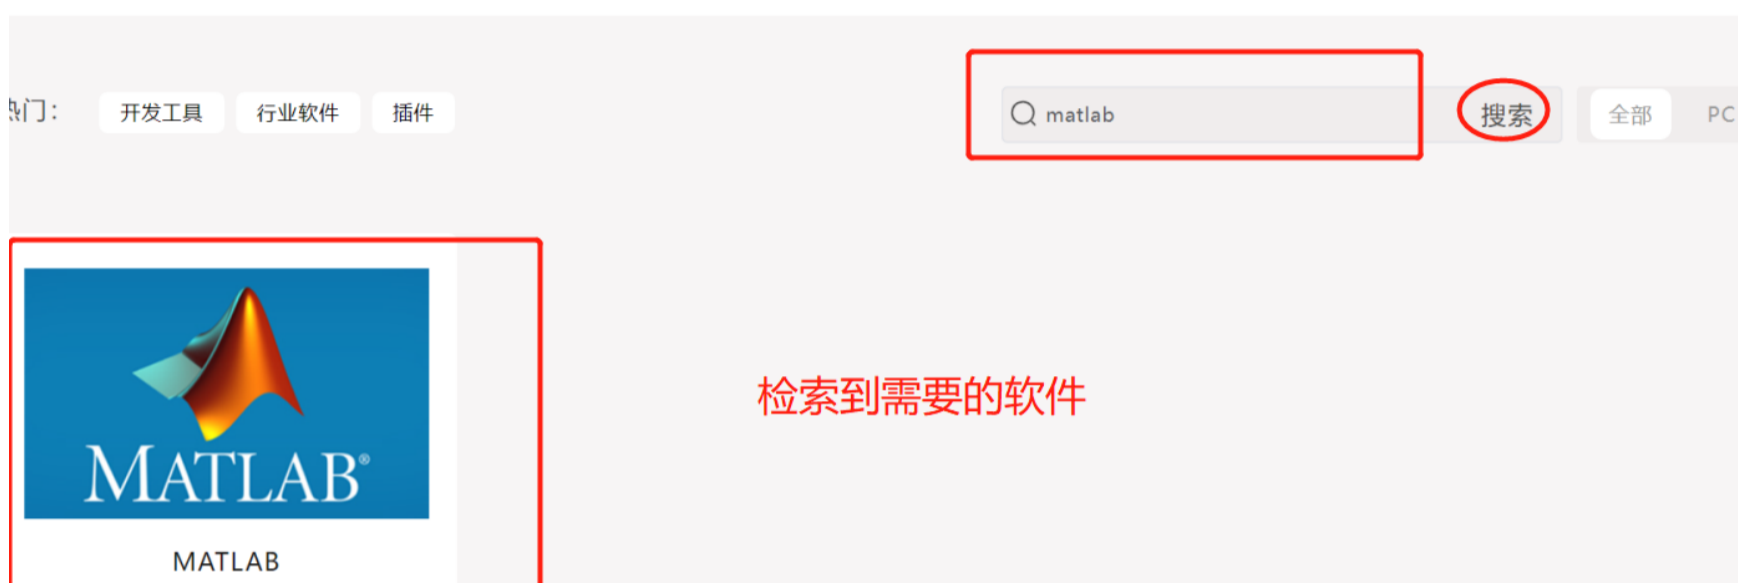 热门：
开发工具 行业软件 插件
matlab
搜索
全部 PC
检索到需要的软件
MATLAB®
MATLAB